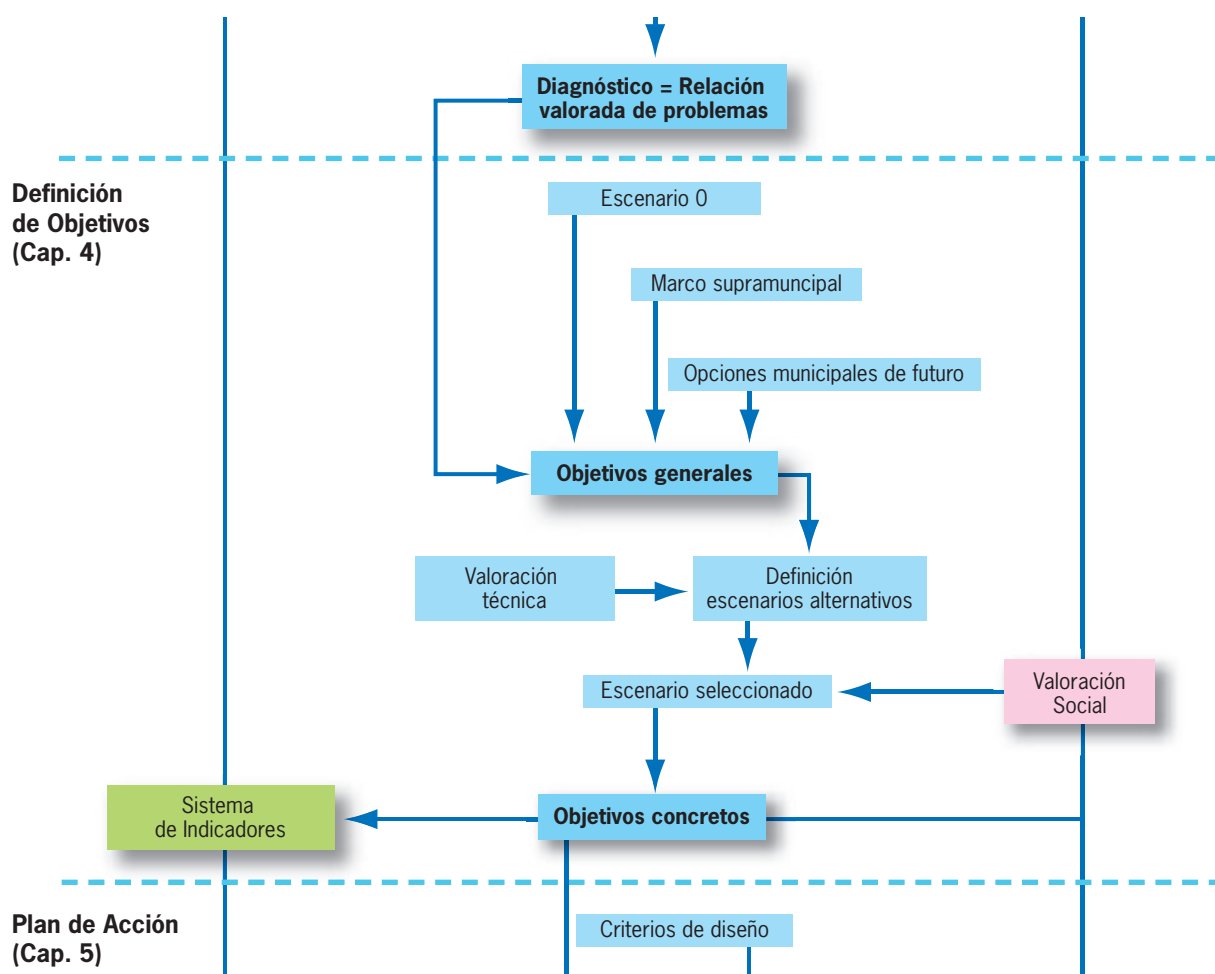 Diagnóstico = Relación
valorada de problemas
Definición
de Objetivos
(Cap. 4)
Escenario 0
Marco supramuncipal
Opciones municipales de futuro
Objetivos generales
Valoración
técnica
Definición
escenarios alternativos
Escenario seleccionado
Valoración
Social
Sistema
de Indicadores
Objetivos concretos
Plan de Acción
(Cap. 5)
Criterios de diseño